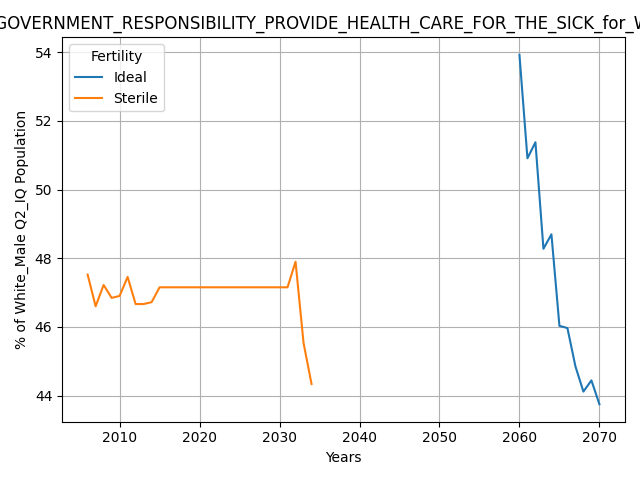 GOVERNMENT_RESPONSIBILITY_PROVIDE_HEALTH_CARE_FOR_THE_SICK_for_W
Fertility
Ideal
Sterile
% of White_Male Q2_IQ Population
54
52
50
48
46
44
2010 2020 2030 2040 2050 2060 2070
Years